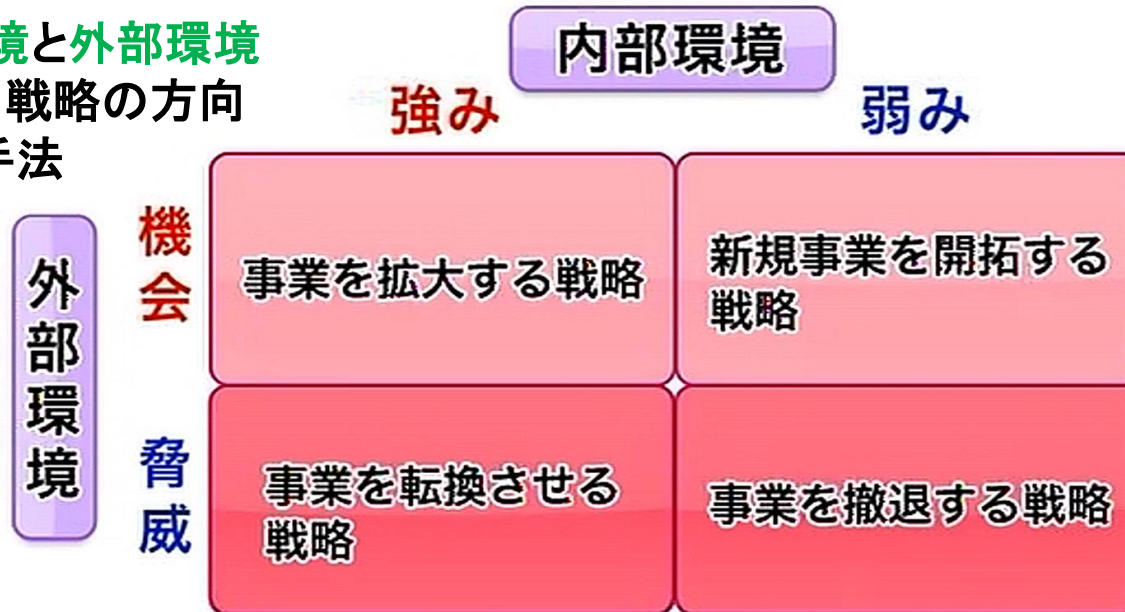 境と外部環境
戦略の方向
手法
内部環境
強み
弱み
外部環境
機会
事業を拡大する戦略
新規事業を開拓する
戦略
脅威
事業を転換させる
戦略
事業を撤退する戦略